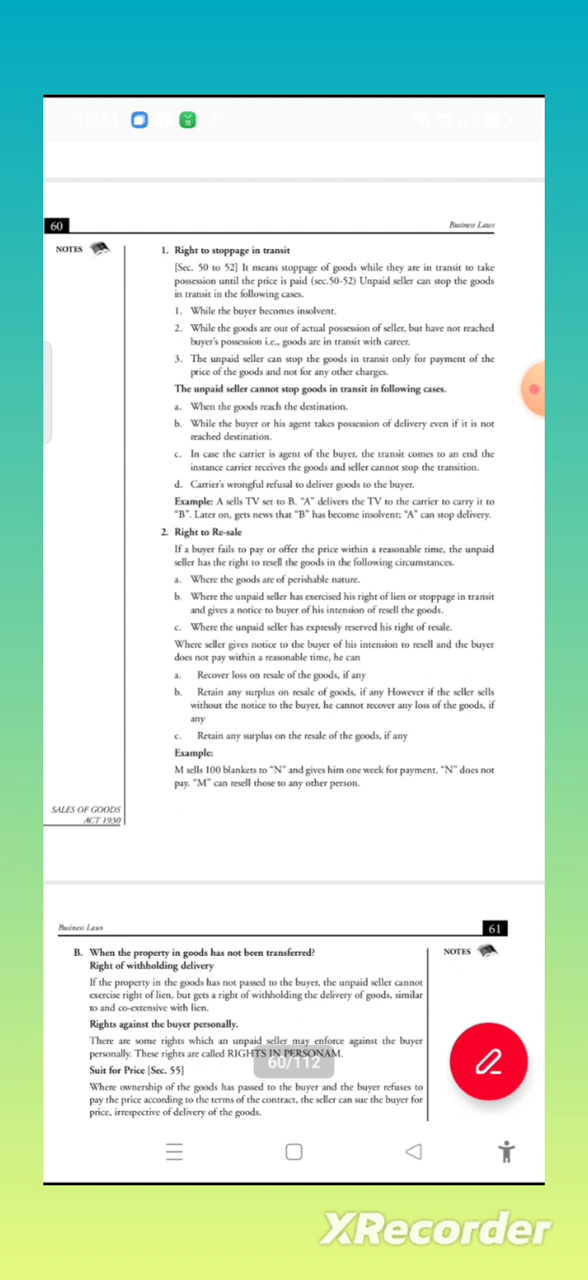 60
Business Laws
NOTES
1. Right to stoppage in transit
[Sec. 50 to 52] It means stoppage of goods while they are in transit to take
possession until the price is paid (sec.50-52) Unpaid seller can stop the goods
in transit in the following cases.
1. While the buyer becomes insolvent.
2. While the goods are out of actual possession of seller, but have not reached
buyer's possession i.e., goods are in transit with career.
3. The unpaid seller can stop the goods in transit only for payment of the
price of the goods and not for any other charges.
The unpaid seller cannot stop goods in transit in following cases.
a. When the goods reach the destination.
b. While the buyer or his agent takes possession of delivery even if it is not
reached destination.
c. In case the carrier is agent of the buyer, the transit comes to an end the
instance carrier receives the goods and seller cannot stop the transition.
d. Carrier's wrongful refusal to deliver goods to the buyer.
Example: A sells TV set to B. "A" delivers the TV to the carrier to carry it to
"B". Later on, gets news that "B" has become insolvent; "A" can stop delivery.
2. Right to Re-sale
If a buyer fails to pay or offer the price within a reasonable time, the unpaid
seller has the right to resell the goods in the following circumstances.
a. Where the goods are of perishable nature.
b. Where the unpaid seller has exercised his right of lien or stoppage in transit
and gives a notice to buyer of his intension of resell the goods.
c. Where the unpaid seller has expressly reserved his right of resale.
Where seller gives notice to the buyer of his intension to resell and the buyer
does not pay within a reasonable time, he can
a. Recover loss on resale of the goods, if any
b. Retain any surplus on resale of goods, if any However if the seller sells
without the notice to the buyer, he cannot recover any loss of the goods, if
any
c. Retain any surplus on the resale of the goods, if any
Example:
M sells 100 blankets to "N" and gives him one week for payment. "N" does not
pay. "M" can resell those to any other person.
SALES OF GOODS
ACT 1930
Business Laws
61
B. When the property in goods has not been transferred?
NOTES
Right of withholding delivery
If the property in the goods has not passed to the buyer, the unpaid seller cannot
exercise right of lien, but gets a right of withholding the delivery of goods, similar
to and co-extensive with lien.
Rights against the buyer personally.
There are some rights which an unpaid seller may enforce against the buyer
personally. These rights are called RIGHTS IN PERSONAM.
60/112
Suit for Price [Sec. 55]
Where ownership of the goods has passed to the buyer and the buyer refuses to
pay the price according to the terms of the contract, the seller can sue the buyer for
price, irrespective of delivery of the goods.
XRecorder